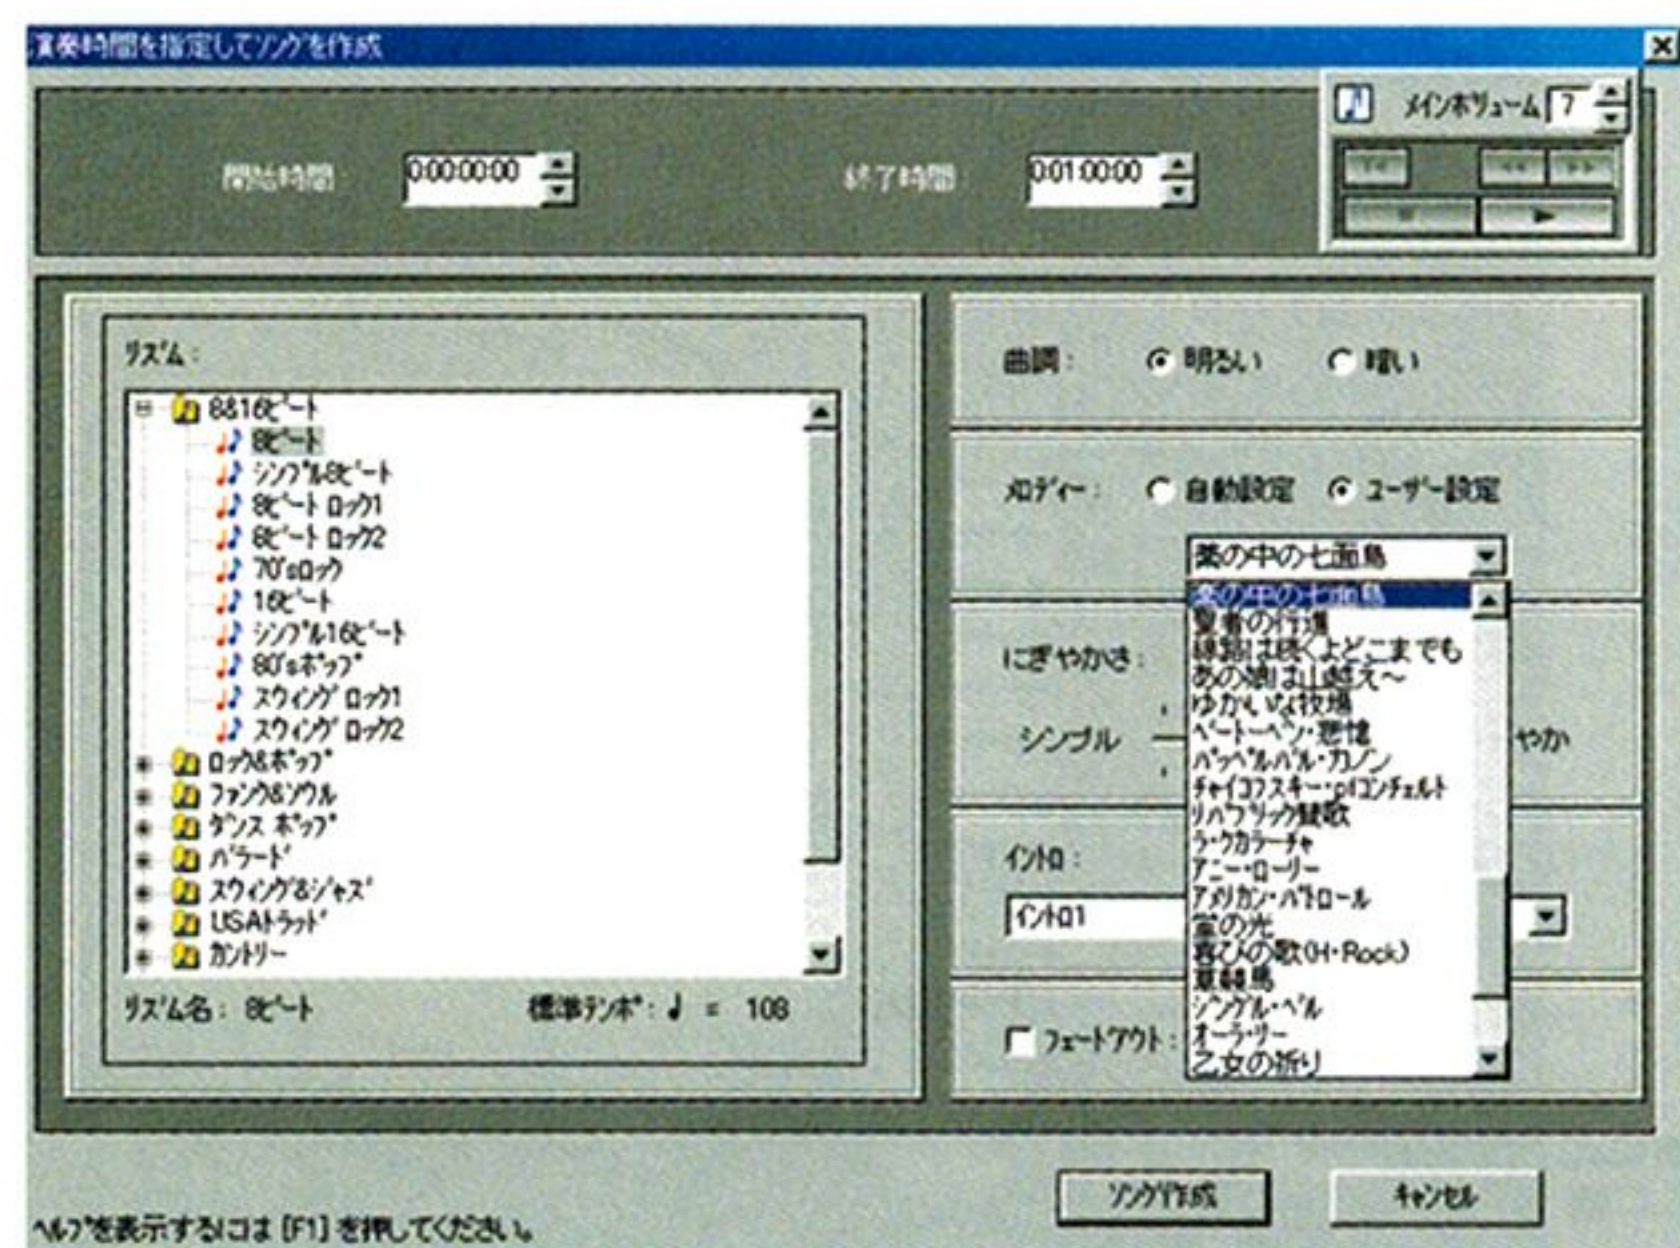 演奏時間を指定してソングを作成
メインボリューム 7
開始時間 0:00:00:00 終了時間 0:01:00:00
リズム :
8&16ビート
8ビート
シンプル8ビート
8ビート ロック1
8ビート ロック2
70'sロック
16ビート
シンプル16ビート
80'sポップ
スウィング ロック1
スウィング ロック2
ロック&ポップ
ファンク&ソウル
ダンス ポップ
バラード
スウィング&ジャズ
USAトラッド
カントリー
リズム名 : 8ビート 標準テンポ : ♩ = 108
曲調 : 明るい 暗い
メロディー : 自動設定 ユーザー設定
藁の中の七面鳥
藁の中の七面鳥
聖者の行進
線路は続くよどこまでも
あの娘は山越え〜
ゆかいな牧場
ベートーベン・悲愴
パッヘルベル・カノン
チャイコフスキー・pfコンチェルト
リパブリック賛歌
ラ・クカラーチャ
アニー・ローリー
アメリカン・パトロール
蛍の光
喜びの歌(H・Rock)
草競馬
ジングル・ベル
オーラ・リー
乙女の祈り
にぎやかさ :
シンプル やか
イントロ :
イントロ1
フェードアウト :
ソング作成 キャンセル
ヘルプを表示するには [F1] を押してください。